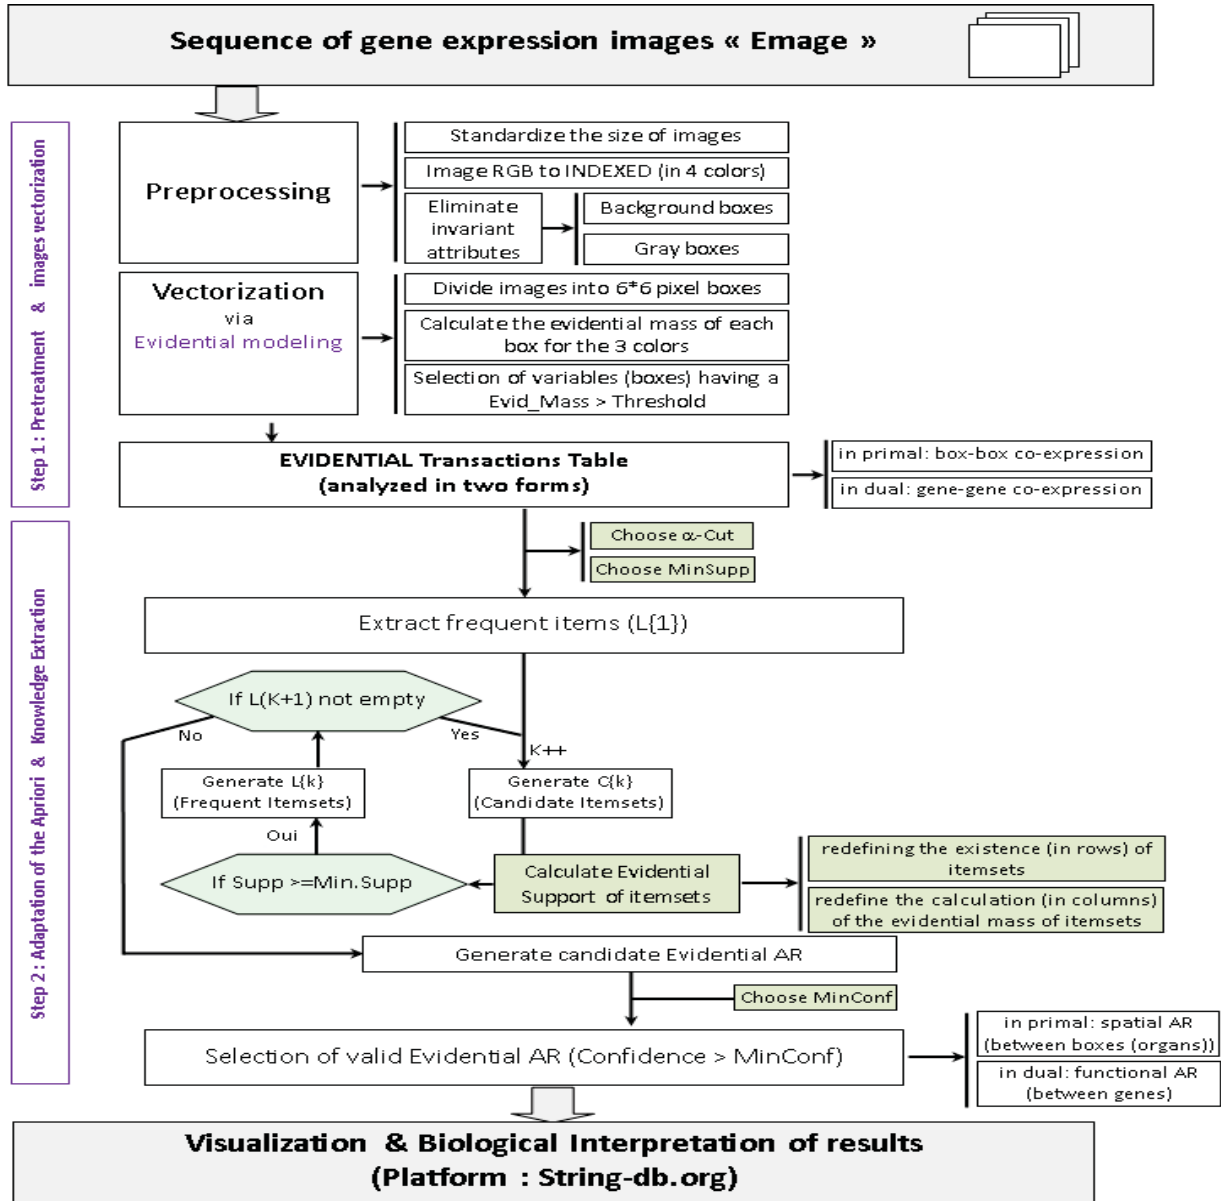 Sequence of gene expression images « Emage »
Step 1 : Pretreatment & images vectorization
Preprocessing
Standardize the size of images
Image RGB to INDEXED (in 4 colors)
Eliminate
invariant
attributes
Background boxes
Gray boxes
Vectorization
via
Evidential modeling
Divide images into 6*6 pixel boxes
Calculate the evidential mass of each
box for the 3 colors
Selection of variables (boxes) having a
Evid_Mass > Threshold
EVIDENTIAL Transactions Table
(analyzed in two forms)
in primal: box-box co-expression
in dual: gene-gene co-expression
Step 2 : Adaptation of the Apriori & Knowledge Extraction
Choose α-Cut
Choose MinSupp
Extract frequent items (L{1})
If L(K+1) not empty
No
Yes
K++
Generate L{k}
(Frequent Itemsets)
Generate C{k}
(Candidate Itemsets)
Oui
If Supp >=Min.Supp
Calculate Evidential
Support of itemsets
redefining the existence (in rows) of
itemsets
redefine the calculation (in columns)
of the evidential mass of itemsets
Generate candidate Evidential AR
Choose MinConf
Selection of valid Evidential AR (Confidence > MinConf)
in primal: spatial AR
(between boxes (organs))
in dual: functional AR
(between genes)
Visualization & Biological Interpretation of results
(Platform : String-db.org)